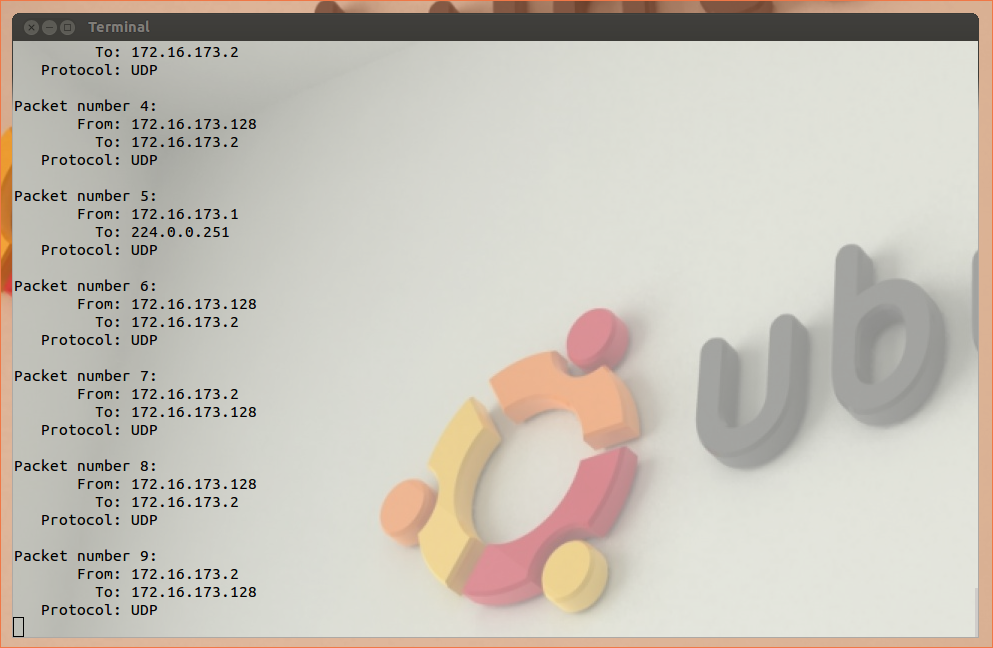 Terminal
To: 172.16.173.2
Protocol: UDP
Packet number 4:
From: 172.16.173.128
To: 172.16.173.2
Protocol: UDP
Packet number 5:
From: 172.16.173.1
To: 224.0.0.251
Protocol: UDP
Packet number 6:
From: 172.16.173.128
To: 172.16.173.2
Protocol: UDP
Packet number 7:
From: 172.16.173.2
To: 172.16.173.128
Protocol: UDP
Packet number 8:
From: 172.16.173.128
To: 172.16.173.2
Protocol: UDP
Packet number 9:
From: 172.16.173.2
To: 172.16.173.128
Protocol: UDP
ub